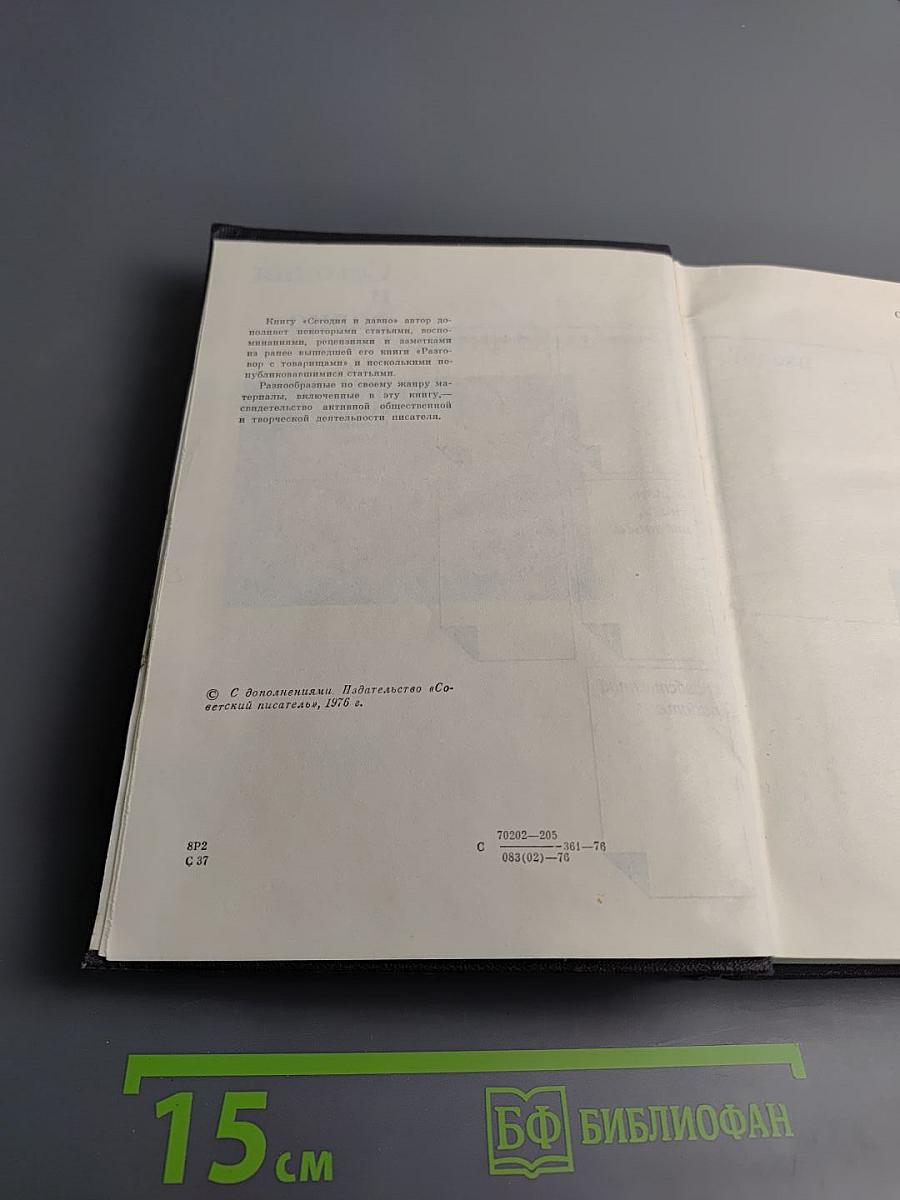 Книгу «Сегодня и давно» автор до-
полняет некоторыми статьями, воспо-
минаниями, рецензиями и заметками
из ранее вышедшей его книги «Разго-
вор с товарищами» и несколькими не-
публиковавшимися статьями.
Разнообразные по своему жанру ма-
териалы, включенные в эту книгу,—
свидетельство активной общественной
и творческой деятельности писателя.
© С дополнениями. Издательство «Со-
ветский писатель», 1976 г.
8Р2
С 37
70202—205
С —361—76
083(02)—76
15 см
БФ БИБЛИОФАН